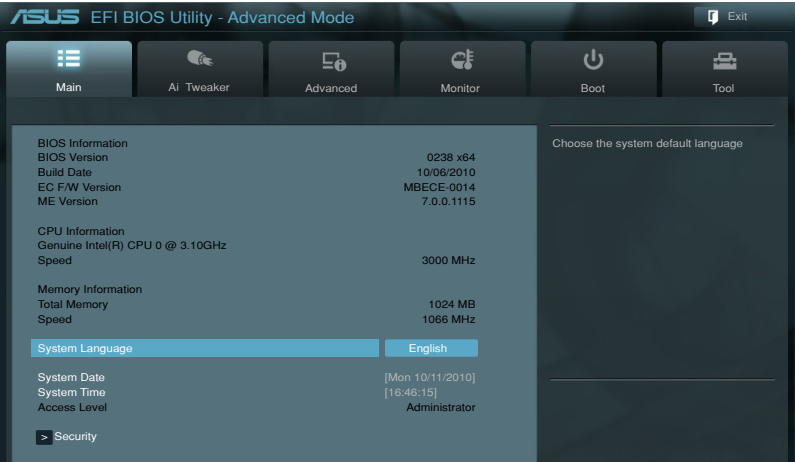 ASUS EFI BIOS Utility - Advanced Mode
Exit
Main
Ai Tweaker
Advanced
Monitor
Boot
Tool
BIOS Information
BIOS Version 0238 x64
Build Date 10/06/2010
EC F/W Version MBECE-0014
ME Version 7.0.0.1115
CPU Information
Genuine Intel(R) CPU 0 @ 3.10GHz
Speed 3000 MHz
Memory Information
Total Memory 1024 MB
Speed 1066 MHz
System Language English
System Date [Mon 10/11/2010]
System Time [16:46:15]
Access Level Administrator
> Security
Choose the system default language